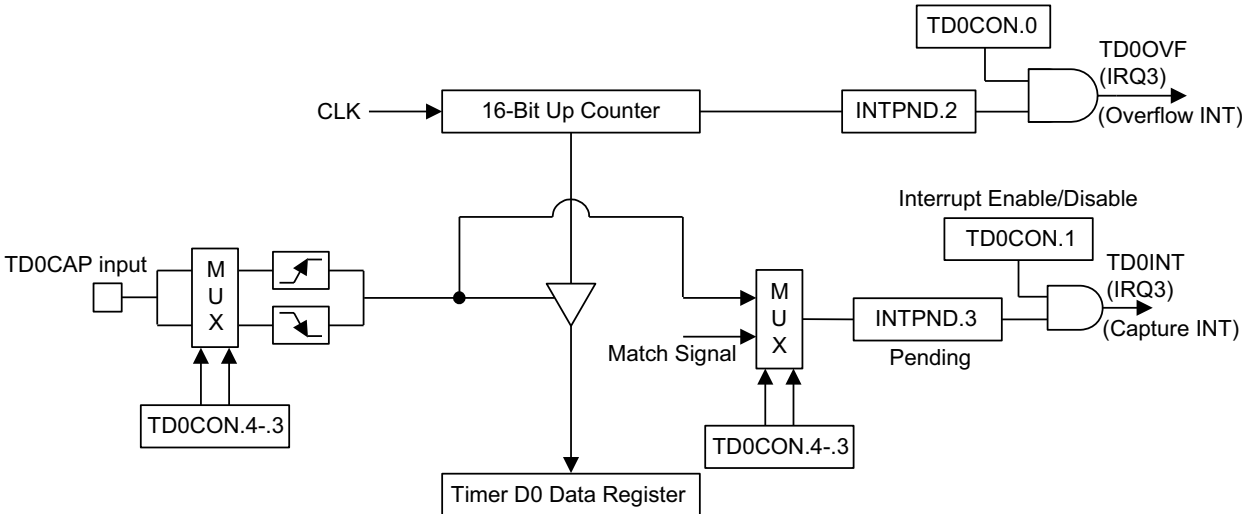 TD0CON.0
TD0OVF
(IRQ3)
(Overflow INT)
CLK
16-Bit Up Counter
INTPND.2
Interrupt Enable/Disable
TD0CON.1
TD0INT
(IRQ3)
(Capture INT)
TD0CAP input
M
U
X
M
U
X
INTPND.3
Pending
Match Signal
TD0CON.4-.3
TD0CON.4-.3
Timer D0 Data Register